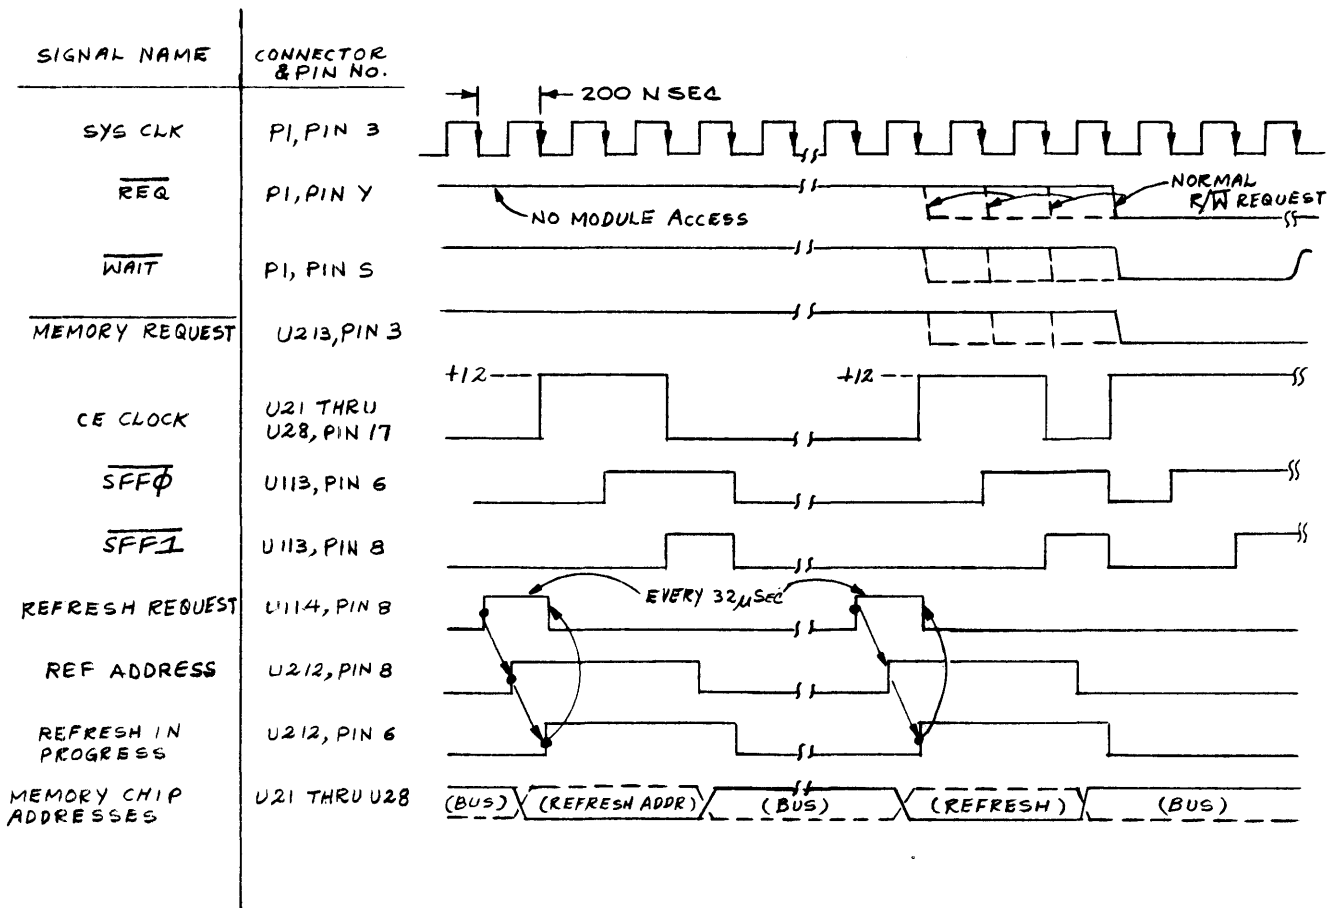 SIGNAL NAME
CONNECTOR
& PIN NO.
200 NSEC
SYS CLK
P1, PIN 3
REQ
P1, PIN Y
NO MODULE ACCESS
NORMAL
R/W REQUEST
WAIT
P1, PIN S
MEMORY REQUEST
U213, PIN 3
+12
+12
CE CLOCK
U21 THRU
U28, PIN 17
SFFØ
U113, PIN 6
SFF1
U113, PIN 8
REFRESH REQUEST
U114, PIN 8
EVERY 32μSEC
REF ADDRESS
U212, PIN 8
REFRESH IN
PROGRESS
U212, PIN 6
MEMORY CHIP
ADDRESSES
U21 THRU U28
(BUS)
(REFRESH ADDR)
(BUS)
(REFRESH)
(BUS)